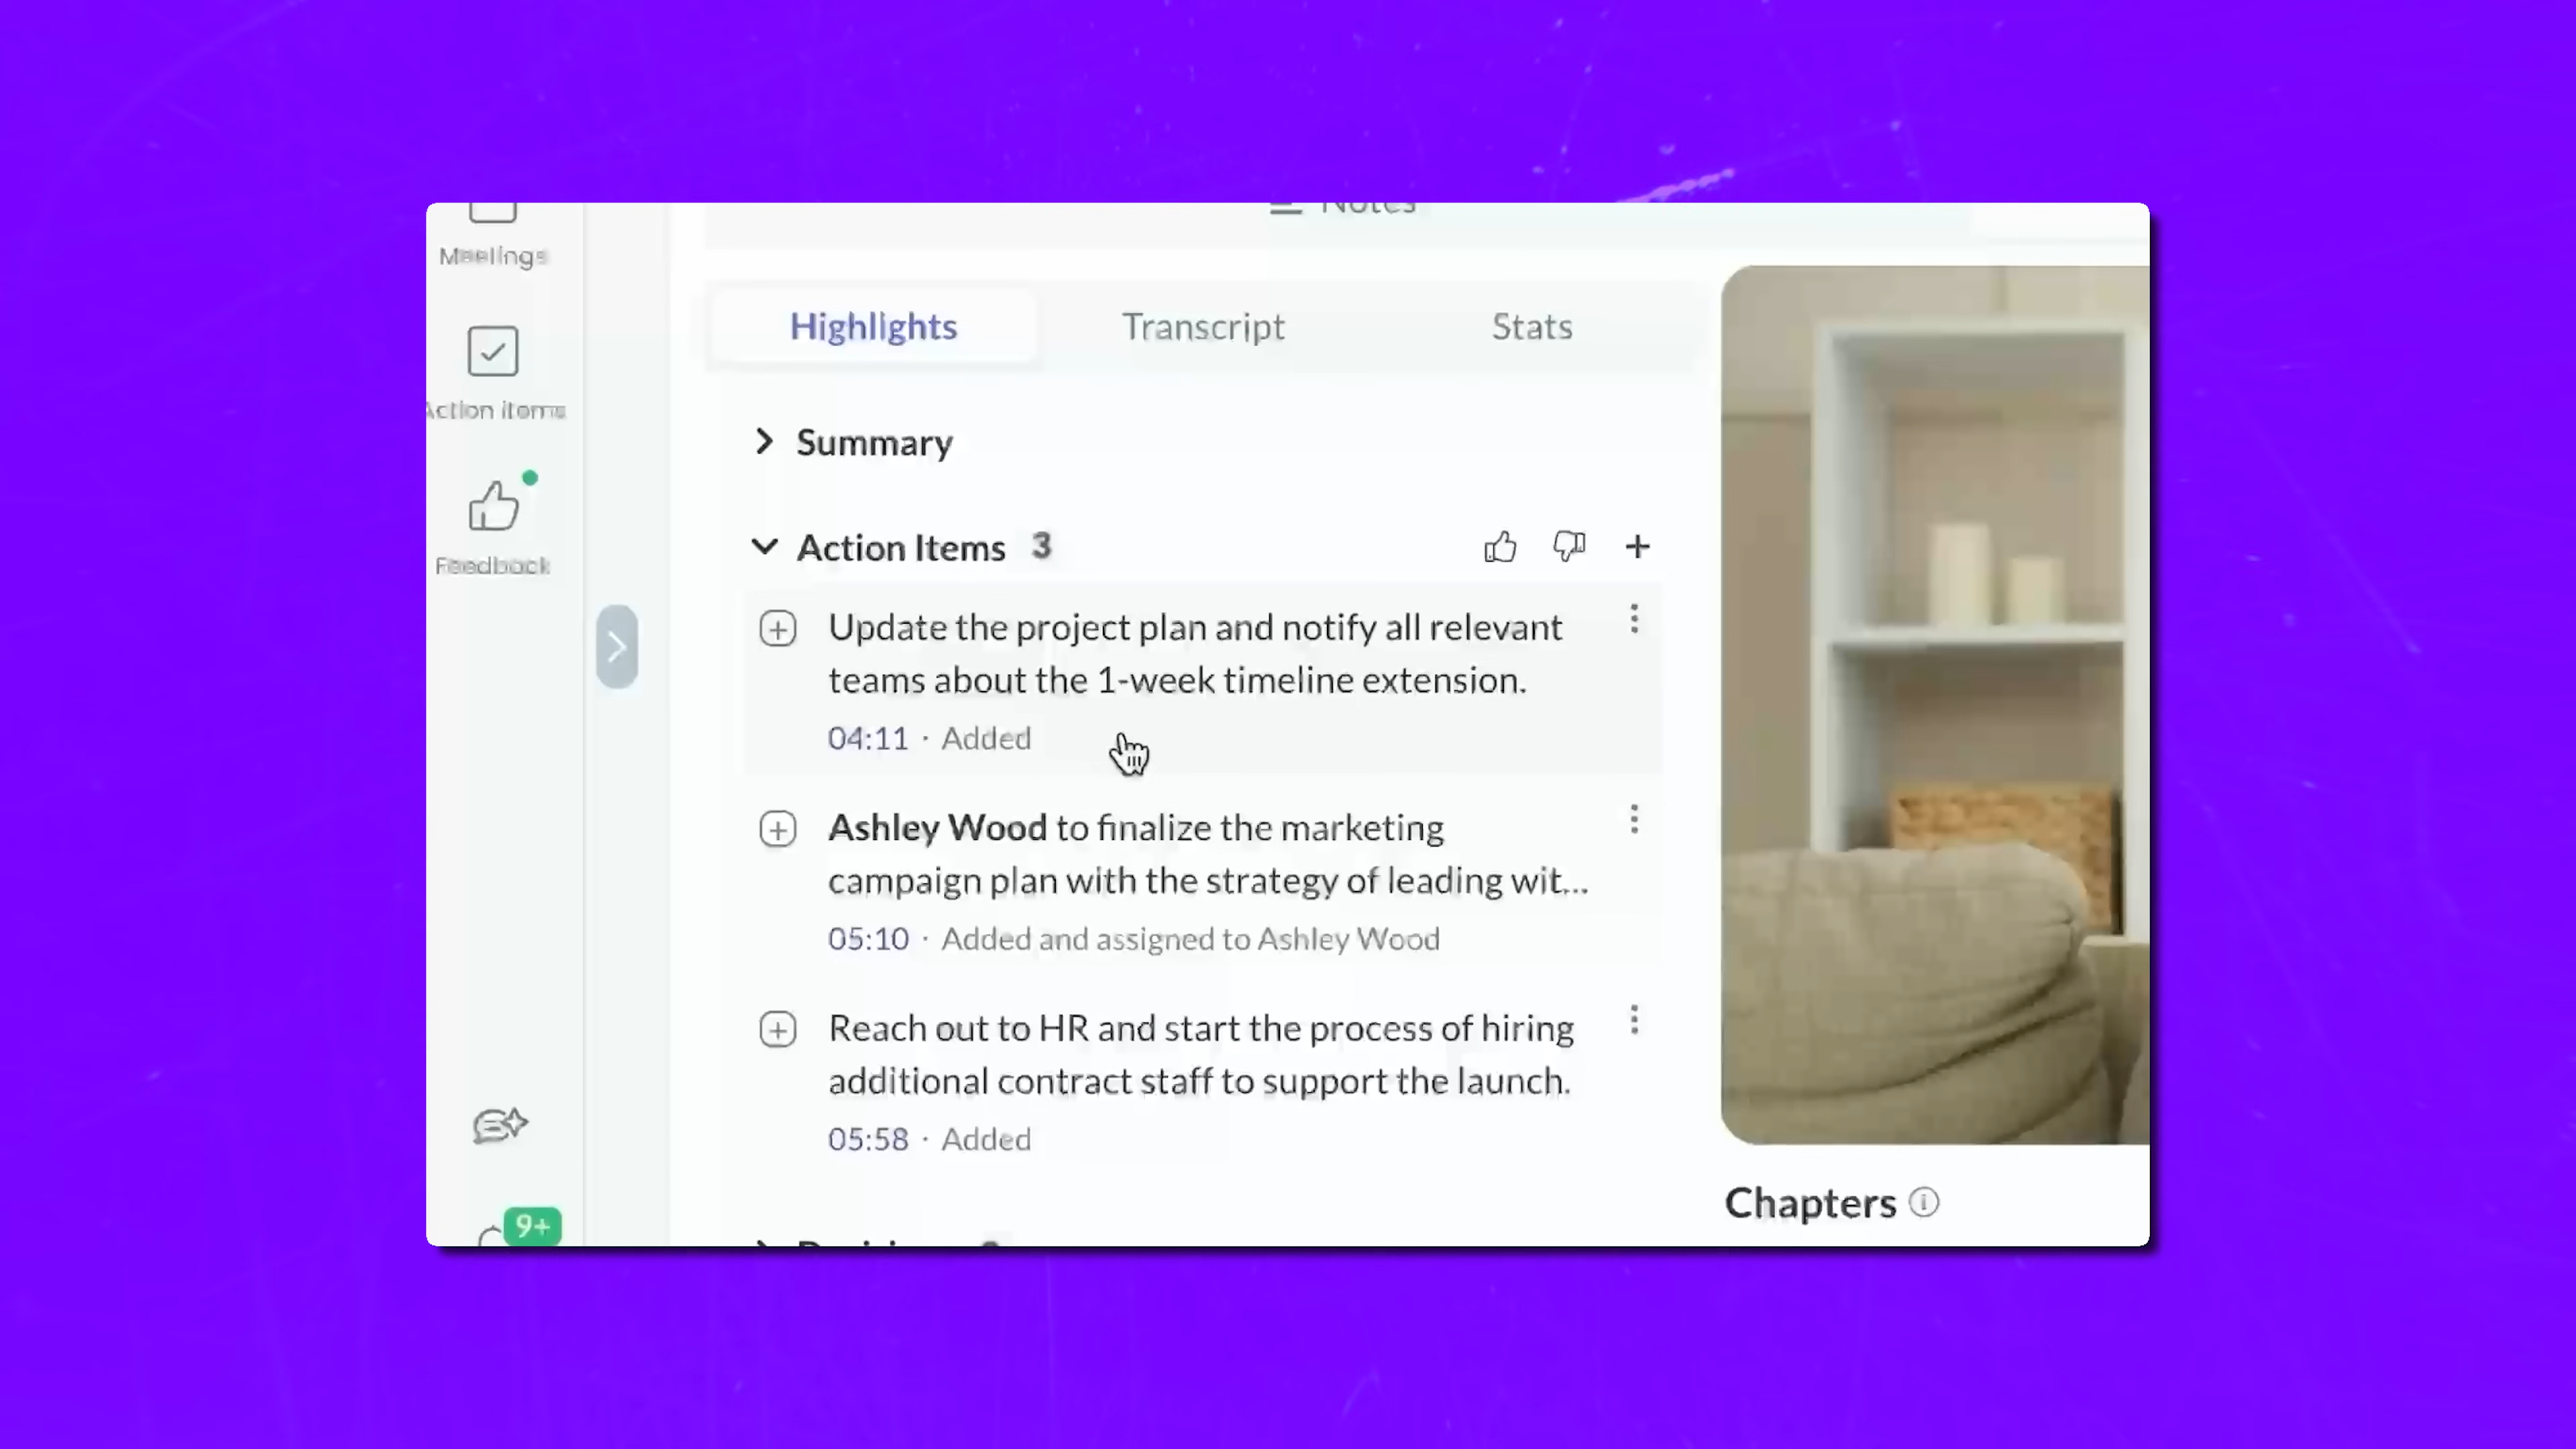 Notes
Meetings
Highlights
Transcript
Stats
Action items
Summary
Feedback
Action Items 3
Update the project plan and notify all relevant
teams about the 1-week timeline extension.
04:11 · Added
Ashley Wood to finalize the marketing
campaign plan with the strategy of leading wit...
05:10 · Added and assigned to Ashley Wood
Reach out to HR and start the process of hiring
additional contract staff to support the launch.
05:58 · Added
Chapters
9+